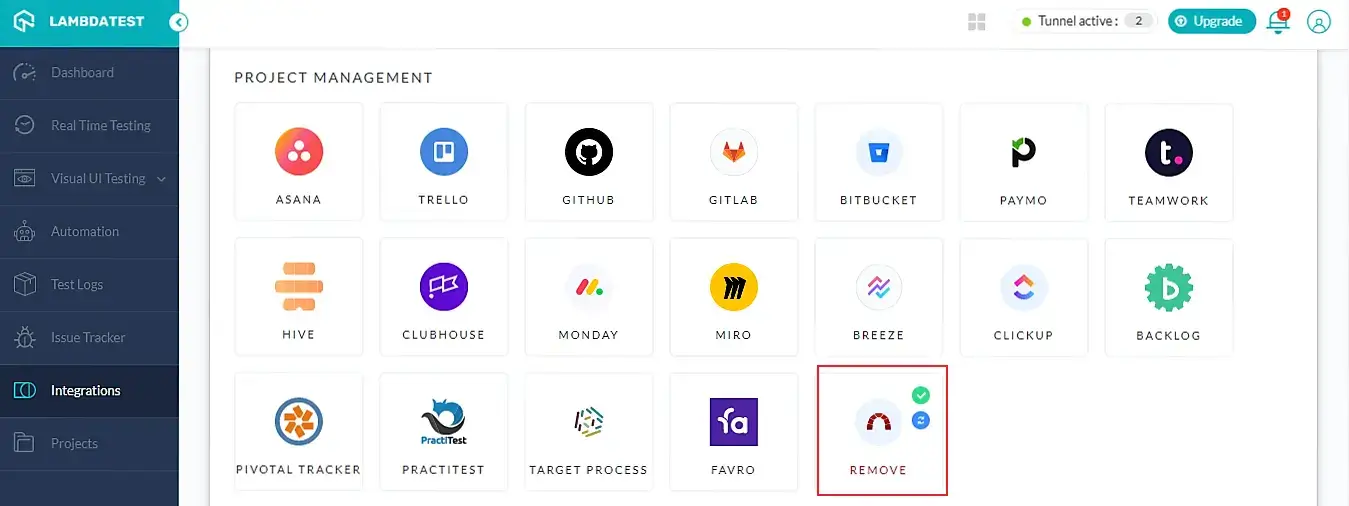 LAMBDATEST
Tunnel active : 2
Upgrade
1
Dashboard
Real Time Testing
Visual UI Testing
Automation
Test Logs
Issue Tracker
Integrations
Projects
PROJECT MANAGEMENT
ASANA
TRELLO
GITHUB
GITLAB
BITBUCKET
PAYMO
TEAMWORK
HIVE
CLUBHOUSE
MONDAY
MIRO
BREEZE
CLICKUP
BACKLOG
PIVOTAL TRACKER
PractiTest
PRACTITEST
TARGET PROCESS
fa
FAVRO
REMOVE